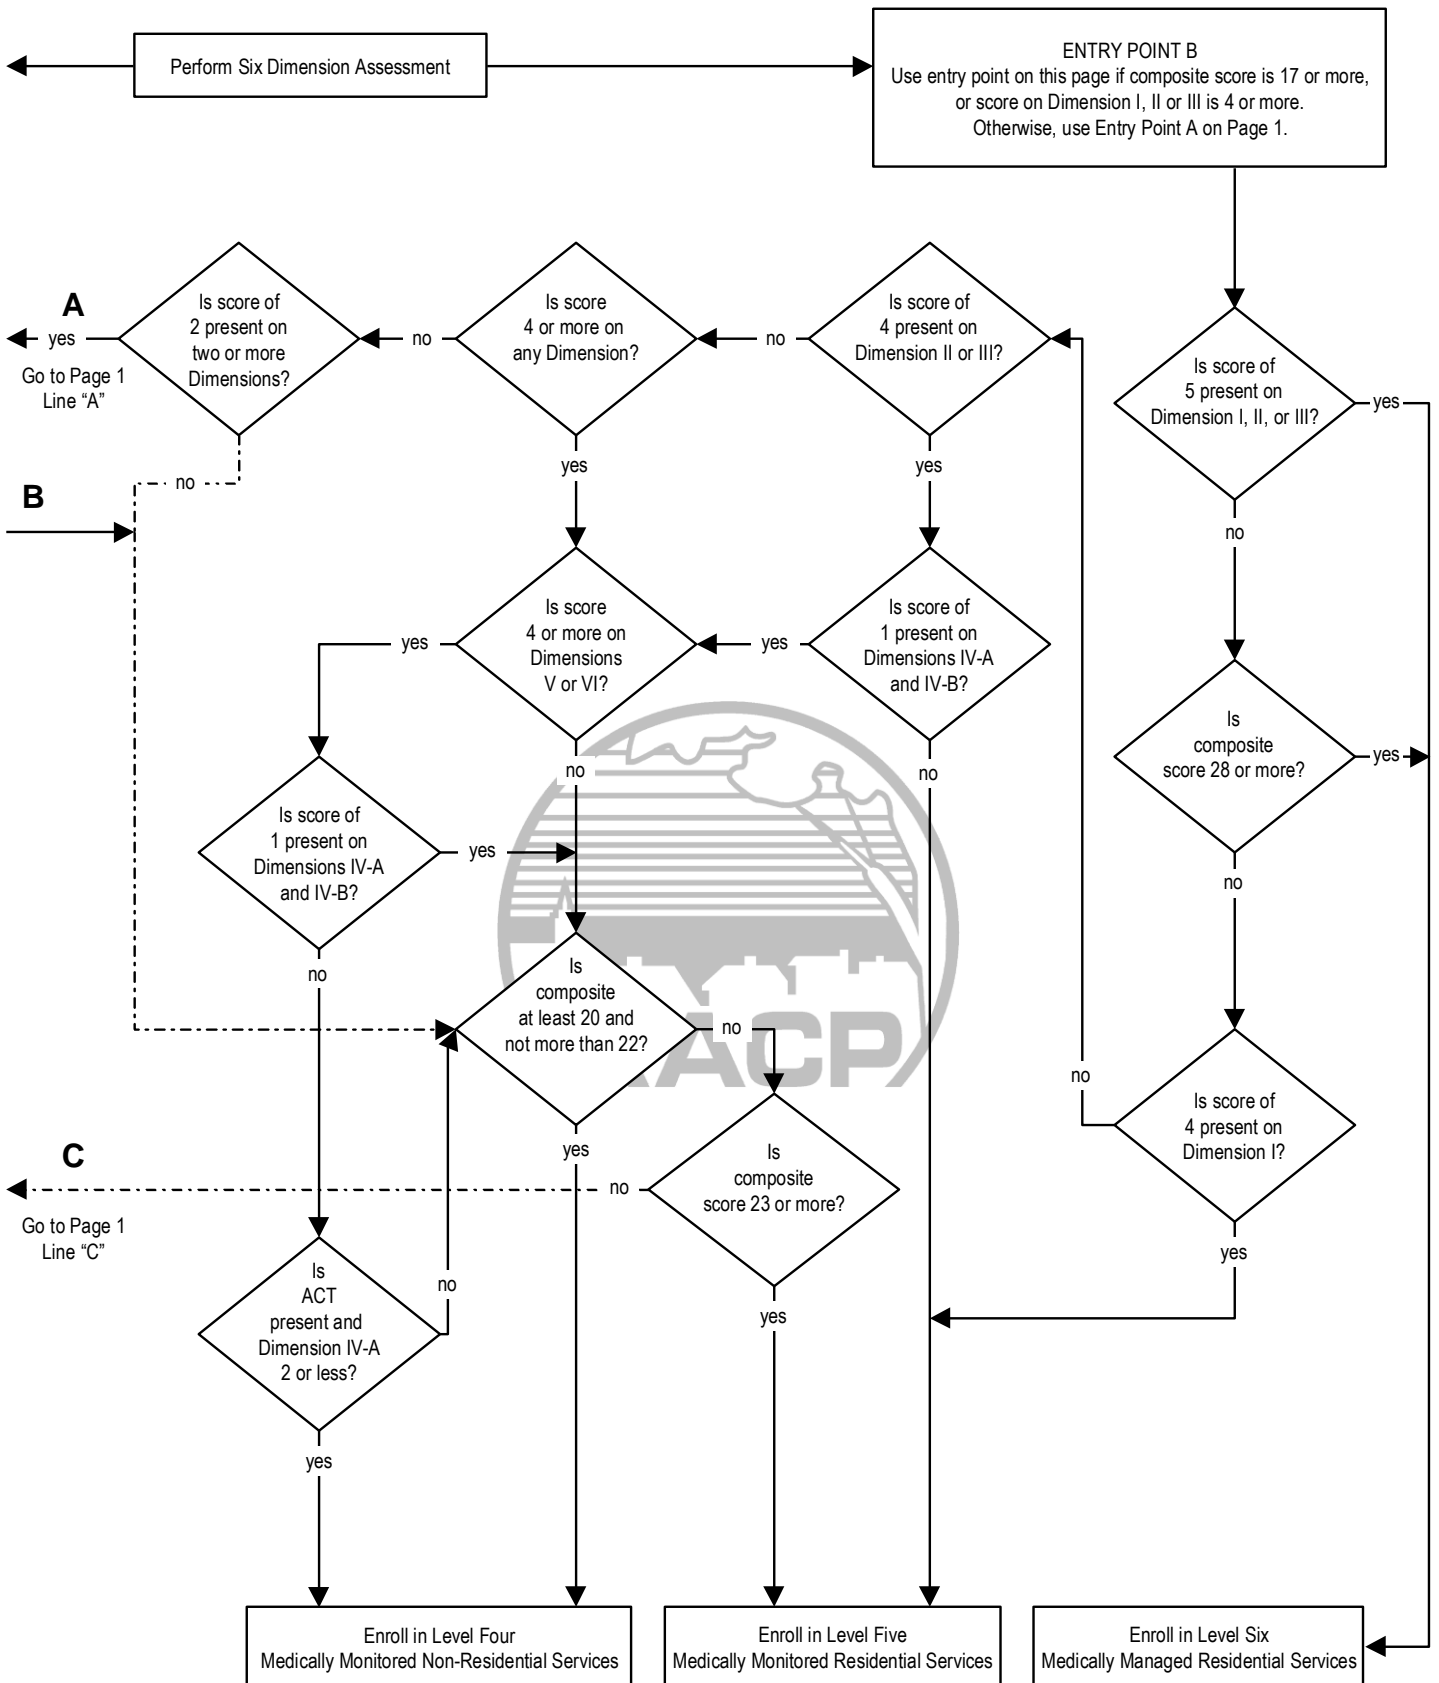 Perform Six Dimension Assessment
ENTRY POINT B
Use entry point on this page if composite score is 17 or more,
or score on Dimension I, II or III is 4 or more.
Otherwise, use Entry Point A on Page 1.
A
yes
Go to Page 1
Line “A”
Is score of
2 present on
two or more
Dimensions?
no
Is score
4 or more on
any Dimension?
no
Is score of
4 present on
Dimension II or III?
Is score of
5 present on
Dimension I, II, or III?
yes
no
B
yes
yes
no
Is score
4 or more on
Dimensions
V or VI?
yes
yes
Is score of
1 present on
Dimensions IV-A
and IV-B?
Is
composite
score 28 or more?
yes
no
no
Is score of
1 present on
Dimensions IV-A
and IV-B?
yes
no
no
Is
composite
at least 20 and
not more than 22?
no
AACP
no
Is score of
4 present on
Dimension I?
yes
C
Go to Page 1
Line “C”
no
Is
composite
score 23 or more?
yes
yes
Is
ACT
present and
Dimension IV-A
2 or less?
no
yes
Enroll in Level Four
Medically Monitored Non-Residential Services
Enroll in Level Five
Medically Monitored Residential Services
Enroll in Level Six
Medically Managed Residential Services